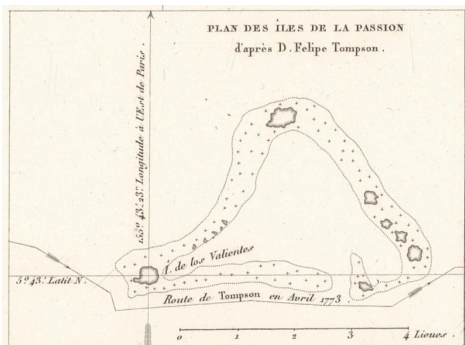 PLAN DES ÎLES DE LA PASSION
d'après D. Felipe Tompson.
155° 43' 23" Longitude à l'Est de Paris.
I. de los Valientes
5° 43' Latit N.
Route de Tompson en Avril 1773
0 1 2 3 4 Lieues.